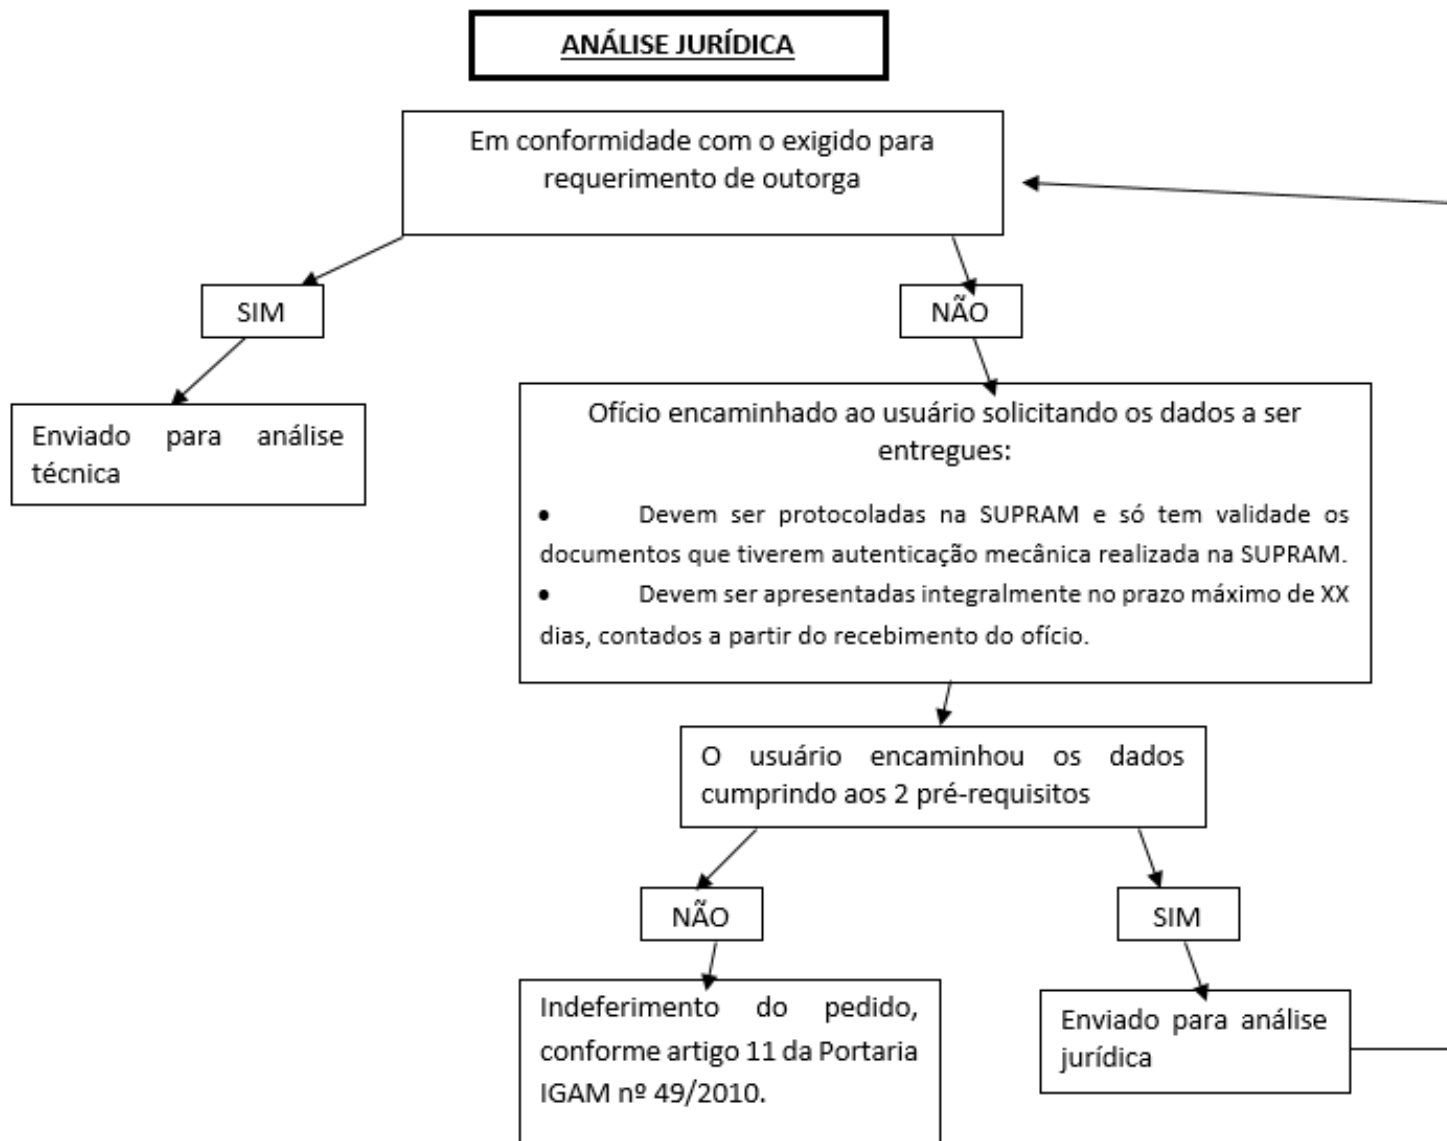 ANÁLISE JURÍDICA
Em conformidade com o exigido para
requerimento de outorga
SIM
NÃO
Enviado para análise
técnica
Ofício encaminhado ao usuário solicitando os dados a ser
entregues:
• Devem ser protocoladas na SUPRAM e só tem validade os
documentos que tiverem autenticação mecânica realizada na SUPRAM.
• Devem ser apresentadas integralmente no prazo máximo de XX
dias, contados a partir do recebimento do ofício.
O usuário encaminhou os dados
cumprindo aos 2 pré-requisitos
NÃO
SIM
Indeferimento do pedido,
conforme artigo 11 da Portaria
IGAM nº 49/2010.
Enviado para análise
jurídica